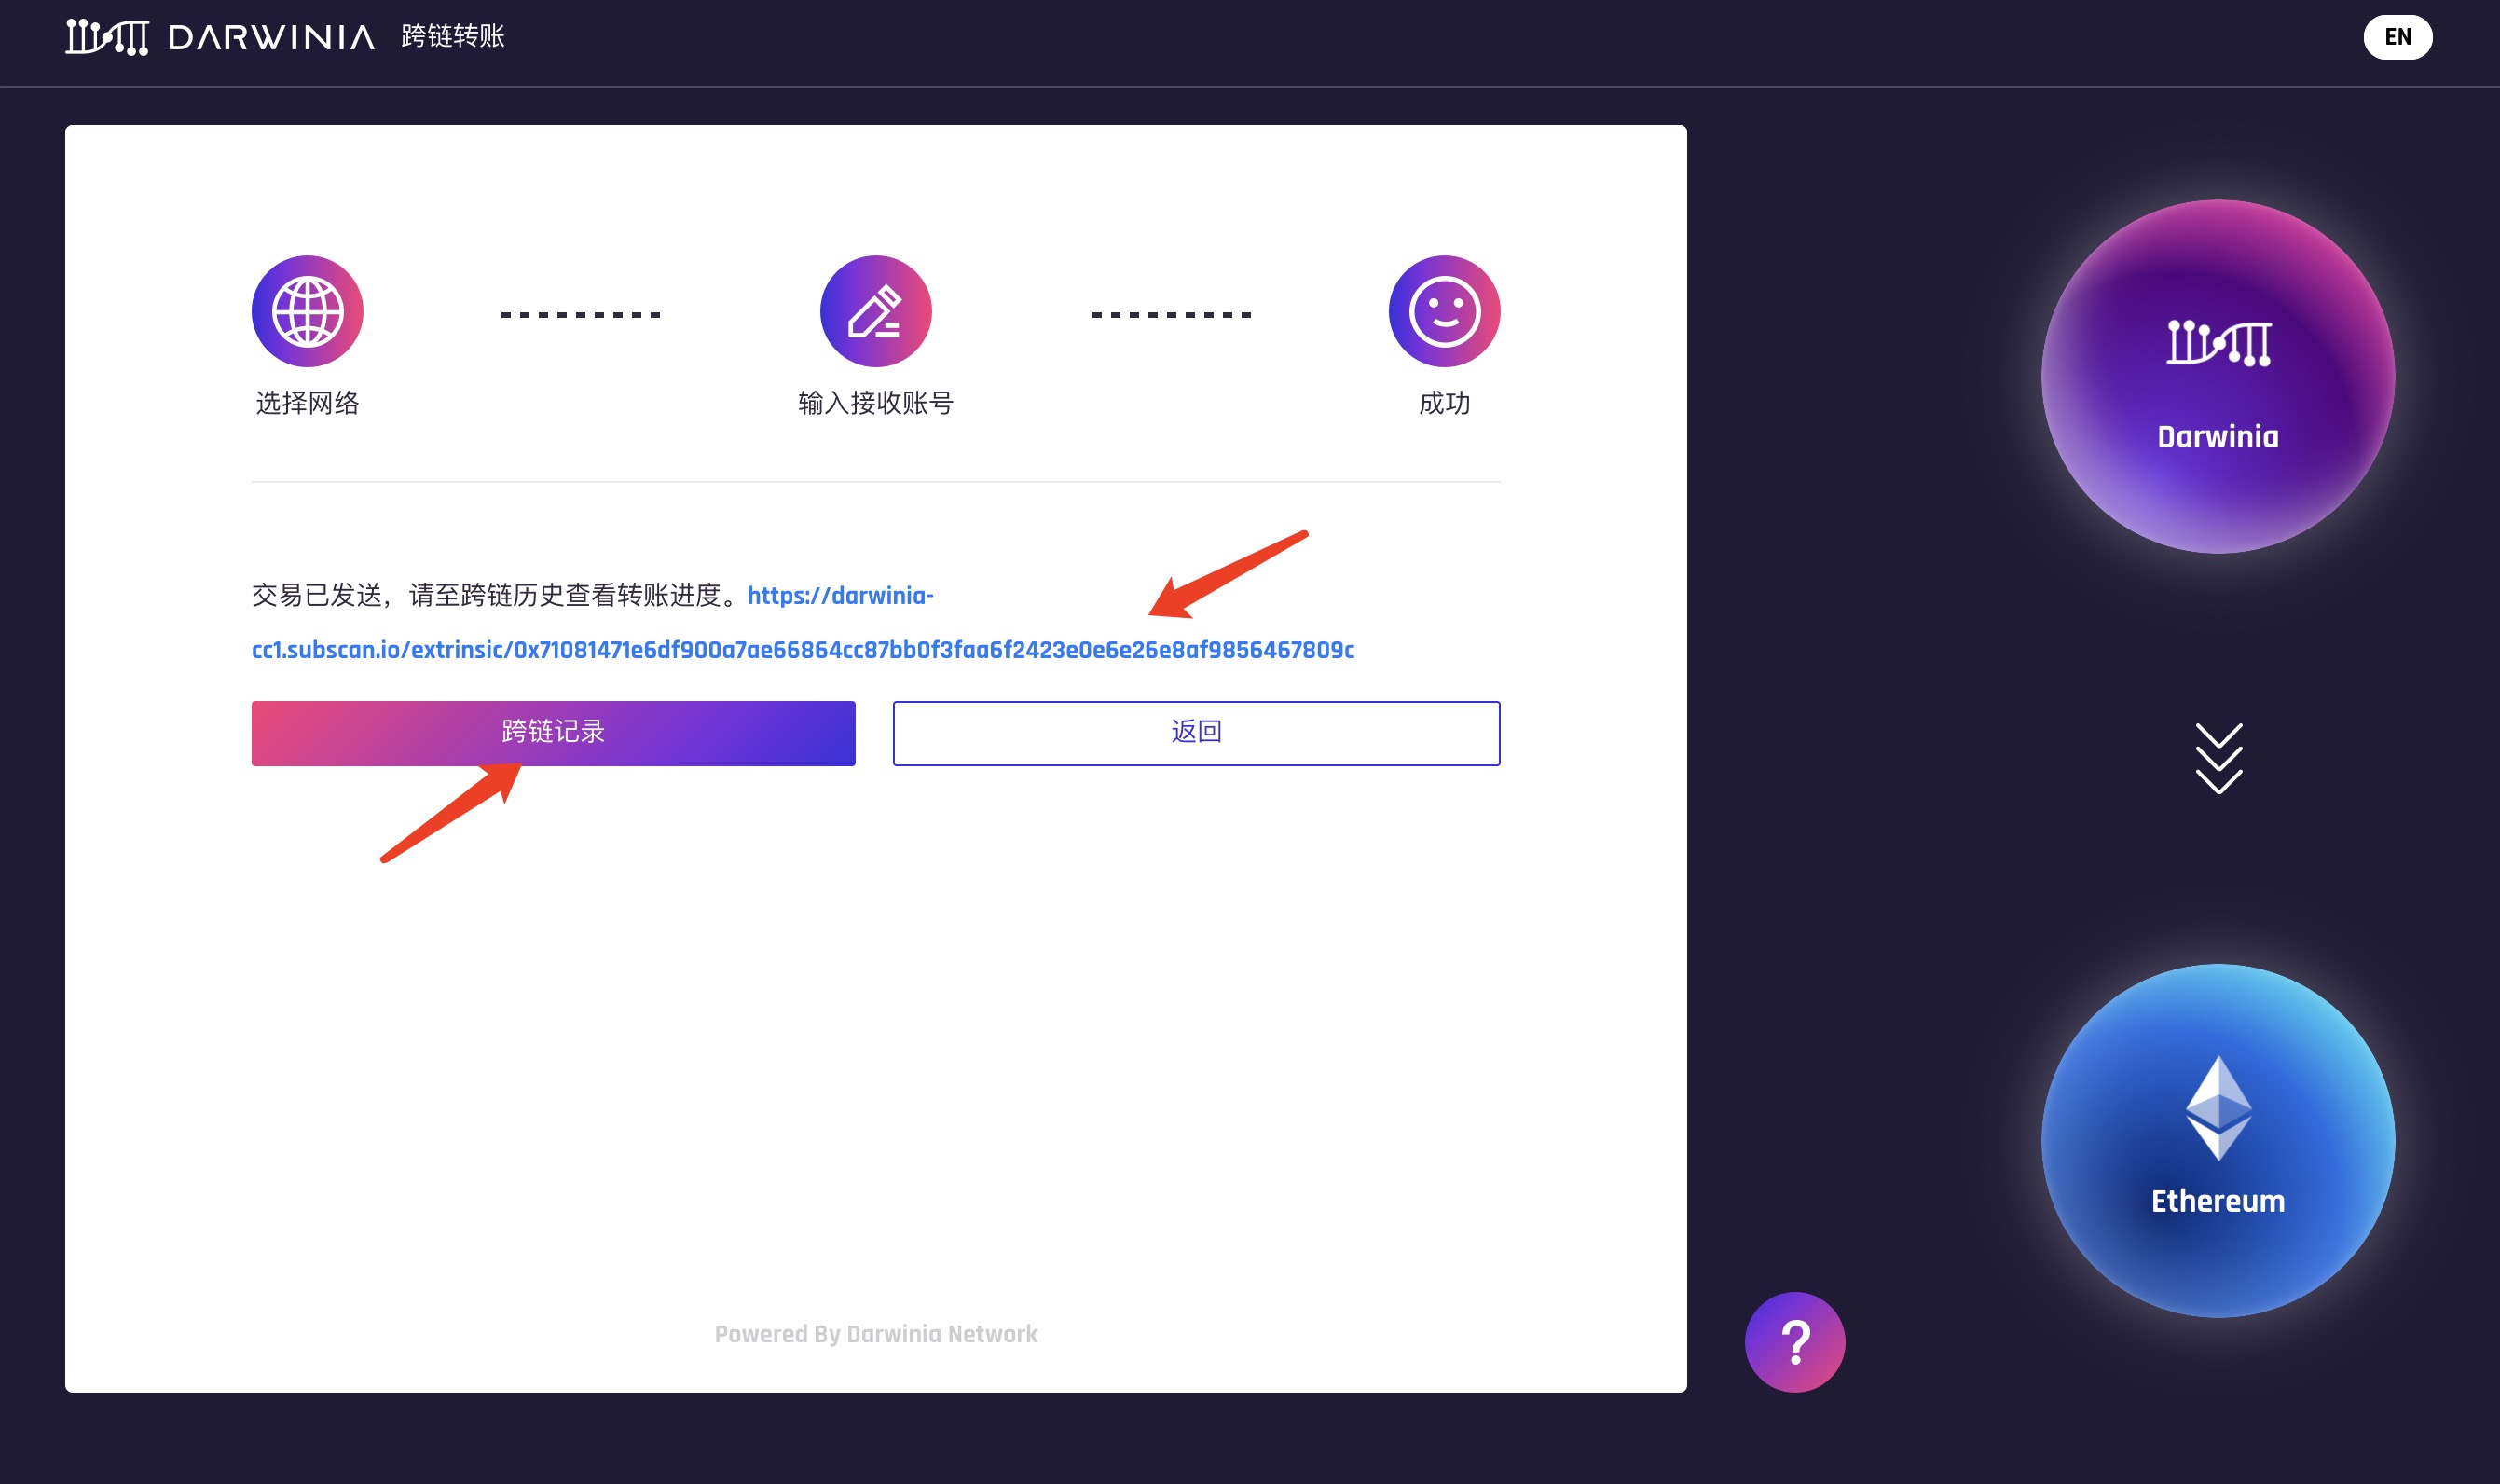 DARWINIA 跨链转账
EN
选择网络
输入接收账号
成功
交易已发送，请至跨链历史查看转账进度。https://darwinia-
cc1.subscan.io/extrinsic/0x71081471e6df900a7ae66864cc87bb0f3faa6f2423e0e6e26e8af9856467809c
跨链记录
返回
Powered By Darwinia Network
Darwinia
Ethereum
?